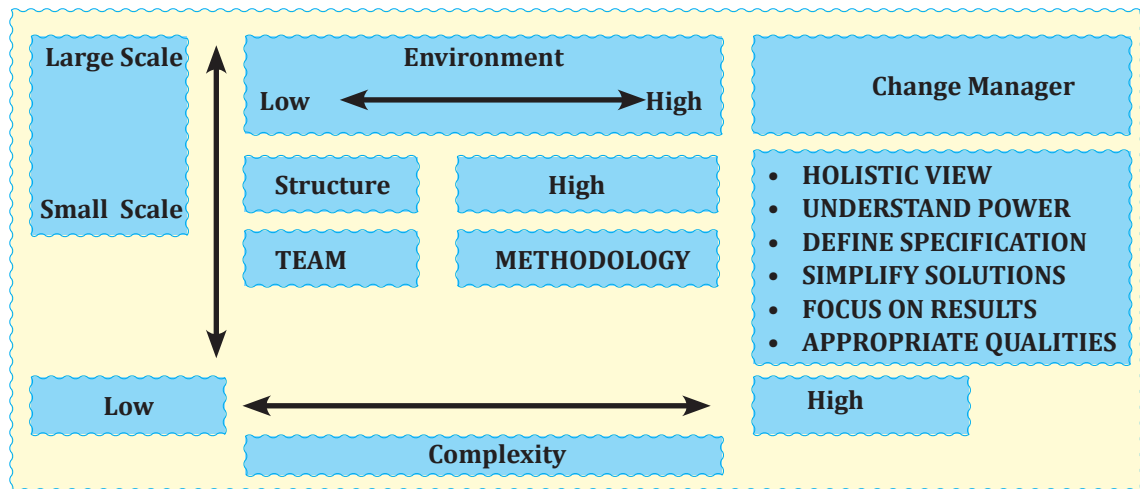 Large Scale
Small Scale
Environment
Low High
Structure
High
TEAM
METHODOLOGY
Change Manager
• HOLISTIC VIEW
• UNDERSTAND POWER
• DEFINE SPECIFICATION
• SIMPLIFY SOLUTIONS
• FOCUS ON RESULTS
• APPROPRIATE QUALITIES
Low
High
Complexity